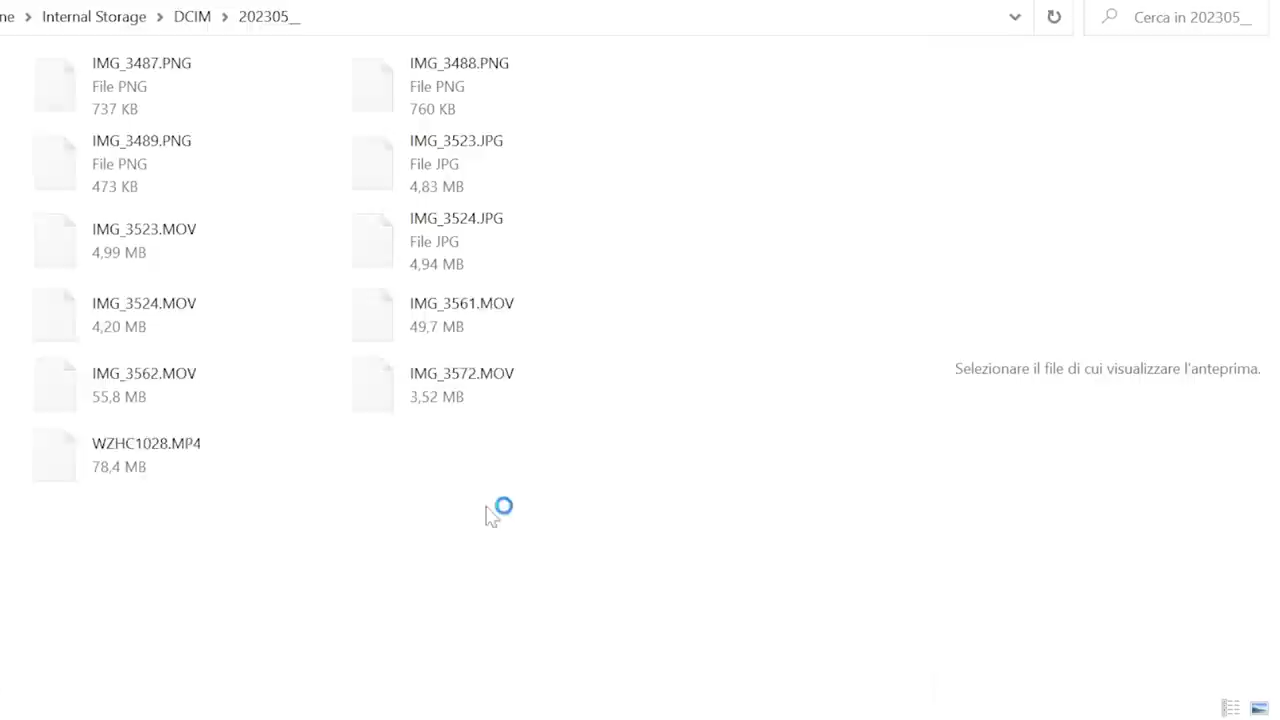 ne > Internal Storage > DCIM > 202305__
Cerca in 202305__
IMG_3487.PNG
File PNG
737 KB
IMG_3488.PNG
File PNG
760 KB
IMG_3489.PNG
File PNG
473 KB
IMG_3523.JPG
File JPG
4,83 MB
IMG_3523.MOV
4,99 MB
IMG_3524.JPG
File JPG
4,94 MB
IMG_3524.MOV
4,20 MB
IMG_3561.MOV
49,7 MB
IMG_3562.MOV
55,8 MB
IMG_3572.MOV
3,52 MB
WZHC1028.MP4
78,4 MB
Selezionare il file di cui visualizzare l'anteprima.